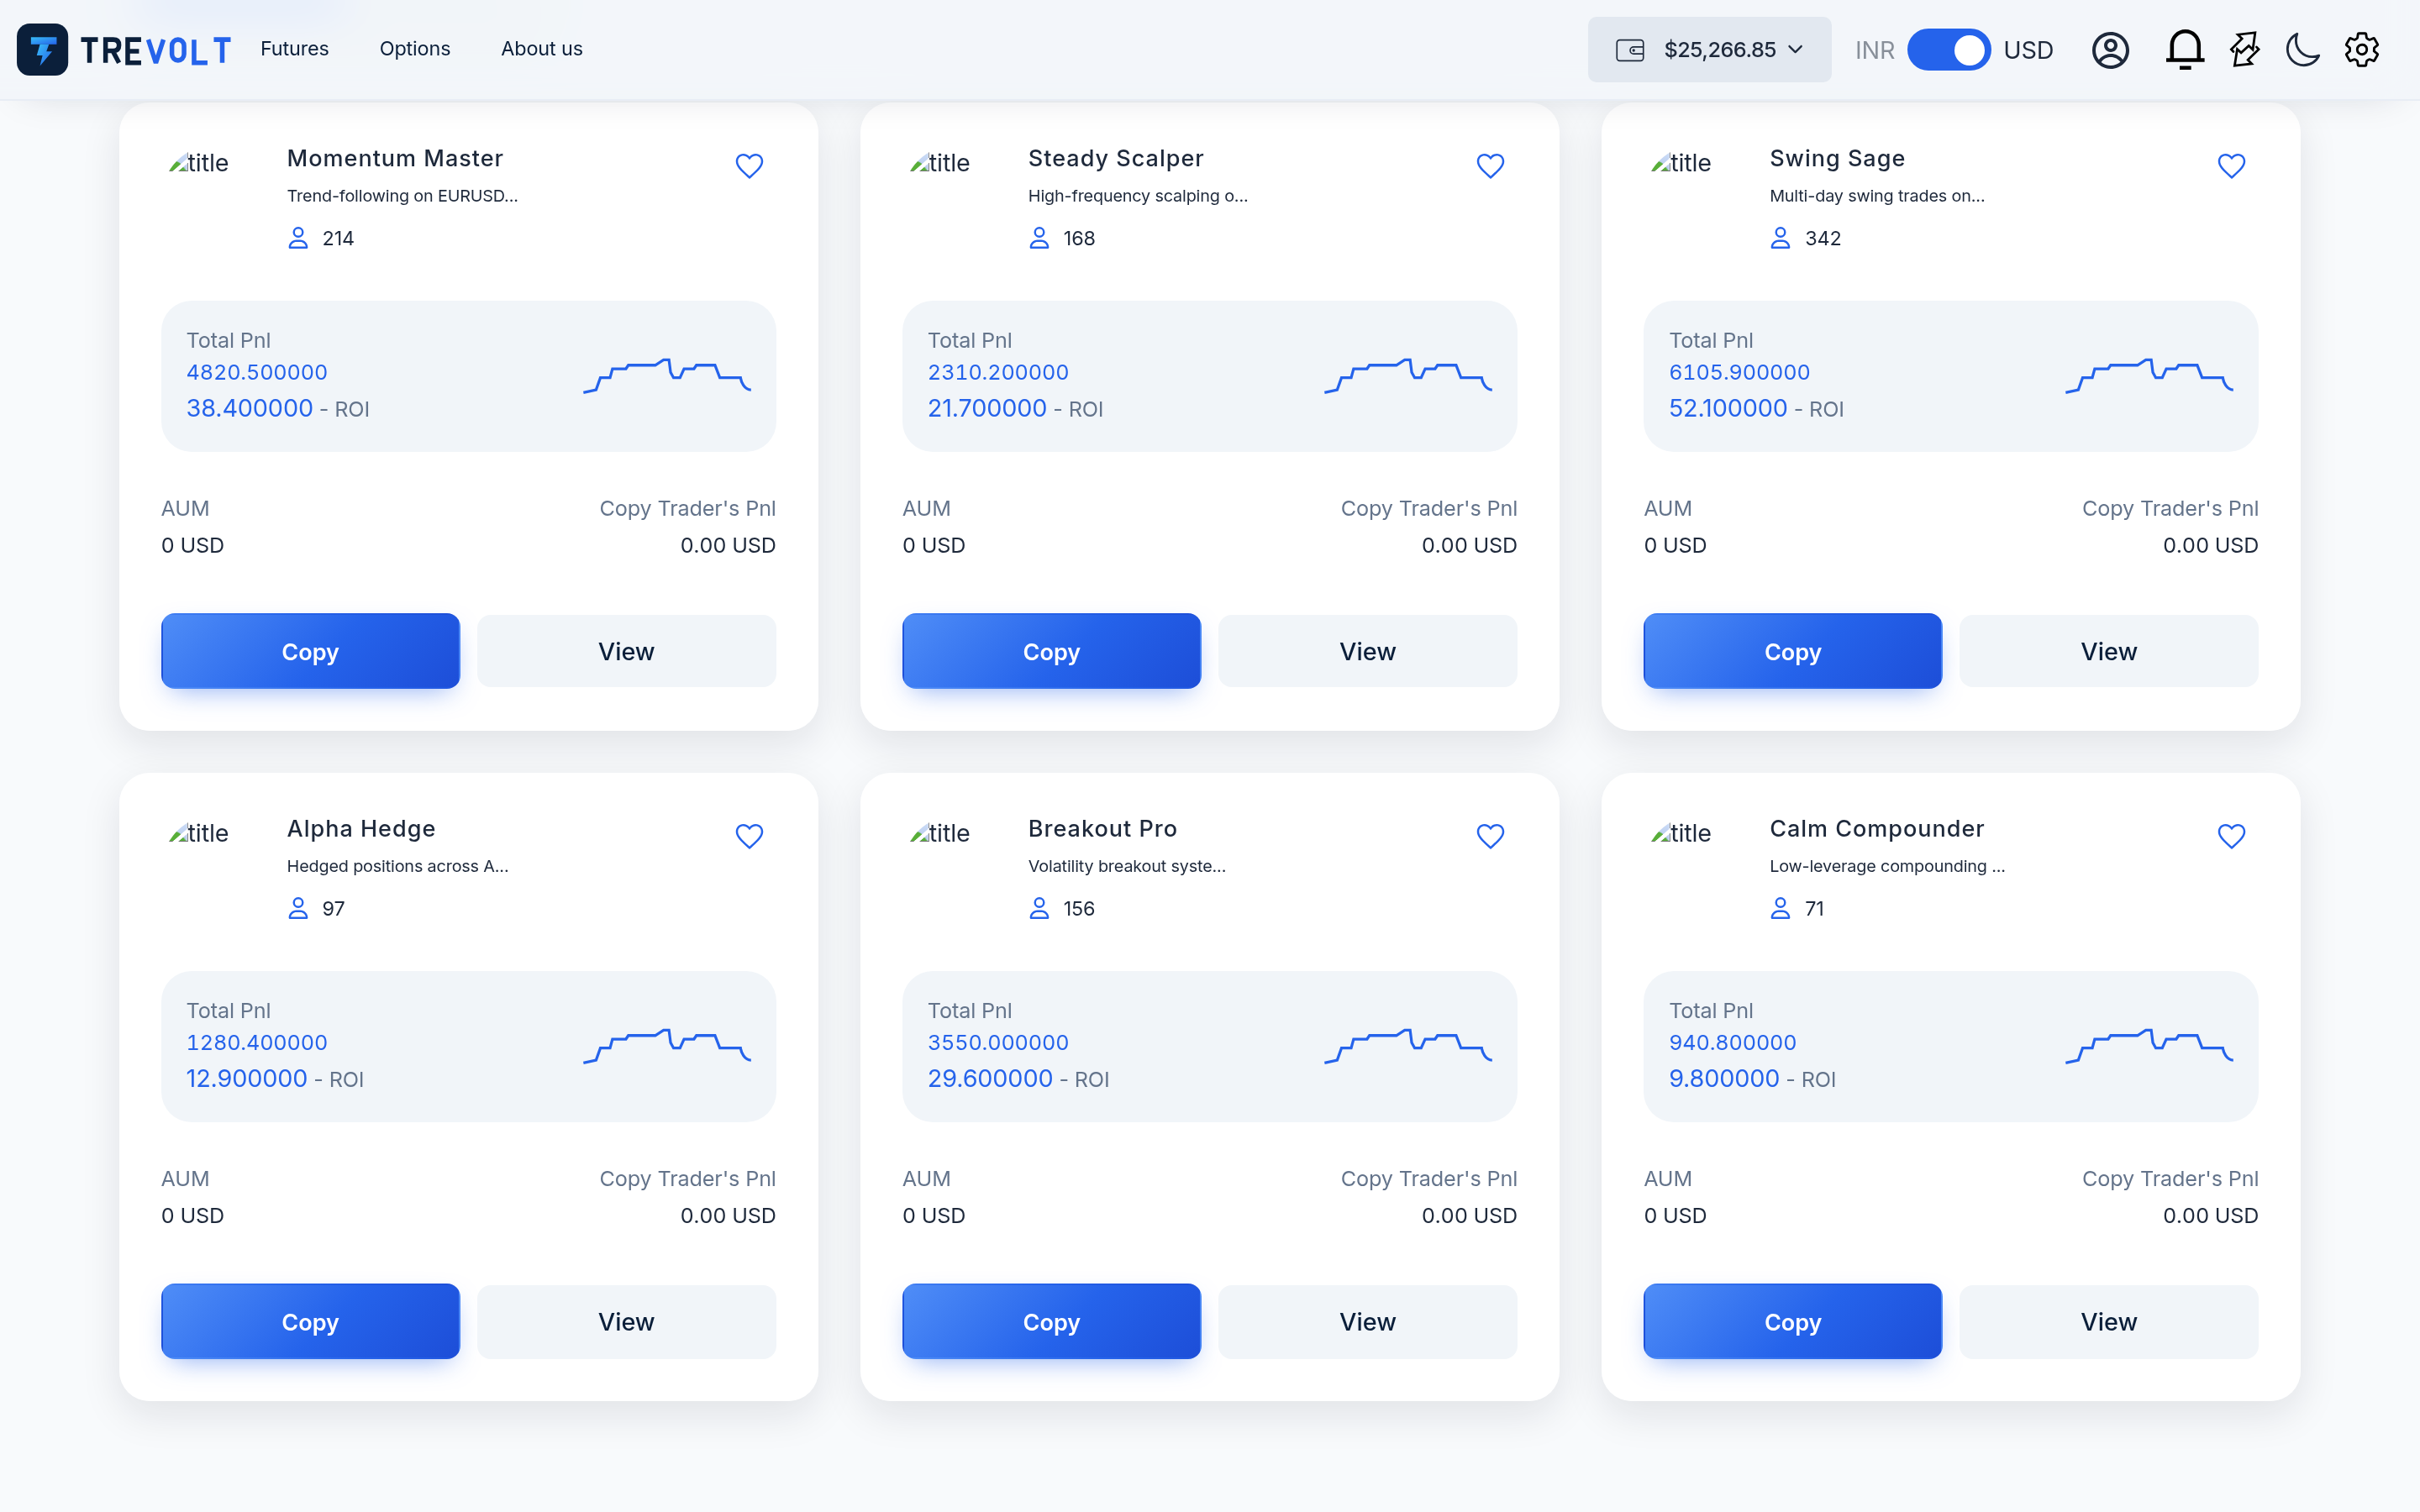 TREVOLT Futures Options About us $25,266.85 INR USD
title Momentum Master
Trend-following on EURUSD...
214
Total Pnl
4820.500000
38.400000 - ROI
AUM Copy Trader's Pnl
0 USD 0.00 USD
Copy View
title Steady Scalper
High-frequency scalping o...
168
Total Pnl
2310.200000
21.700000 - ROI
AUM Copy Trader's Pnl
0 USD 0.00 USD
Copy View
title Swing Sage
Multi-day swing trades on...
342
Total Pnl
6105.900000
52.100000 - ROI
AUM Copy Trader's Pnl
0 USD 0.00 USD
Copy View
title Alpha Hedge
Hedged positions across A...
97
Total Pnl
1280.400000
12.900000 - ROI
AUM Copy Trader's Pnl
0 USD 0.00 USD
Copy View
title Breakout Pro
Volatility breakout syste...
156
Total Pnl
3550.000000
29.600000 - ROI
AUM Copy Trader's Pnl
0 USD 0.00 USD
Copy View
title Calm Compounder
Low-leverage compounding ...
71
Total Pnl
940.800000
9.800000 - ROI
AUM Copy Trader's Pnl
0 USD 0.00 USD
Copy View